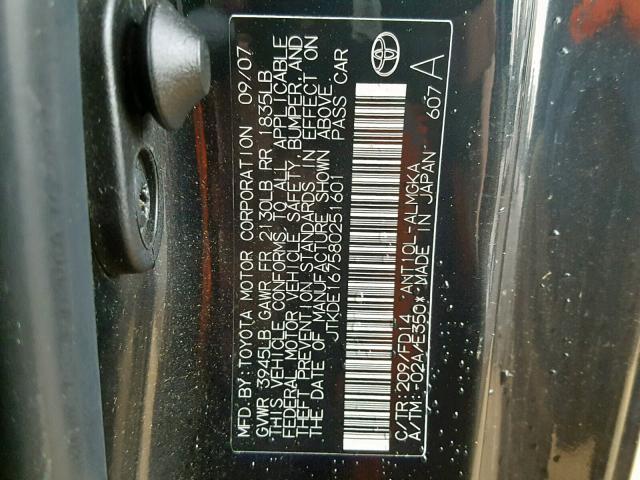 MFD. BY: TOYOTA MOTOR CORPORATION 09/07
GVWR 3945LB GAWR FR 2130LB RR 1835LB
THIS VEHICLE CONFORMS TO ALL APPLICABLE
FEDERAL MOTOR VEHICLE SAFETY, BUMPER, AND
THEFT PREVENTION STANDARDS IN EFFECT ON
THE DATE OF MANUFACTURE SHOWN ABOVE.
JTKDE167580251601 PASS CAR
C/TR: 209/FD14 ANT10L-ALMGKA
A/TM: -02A/E350* MADE IN JAPAN
607 A